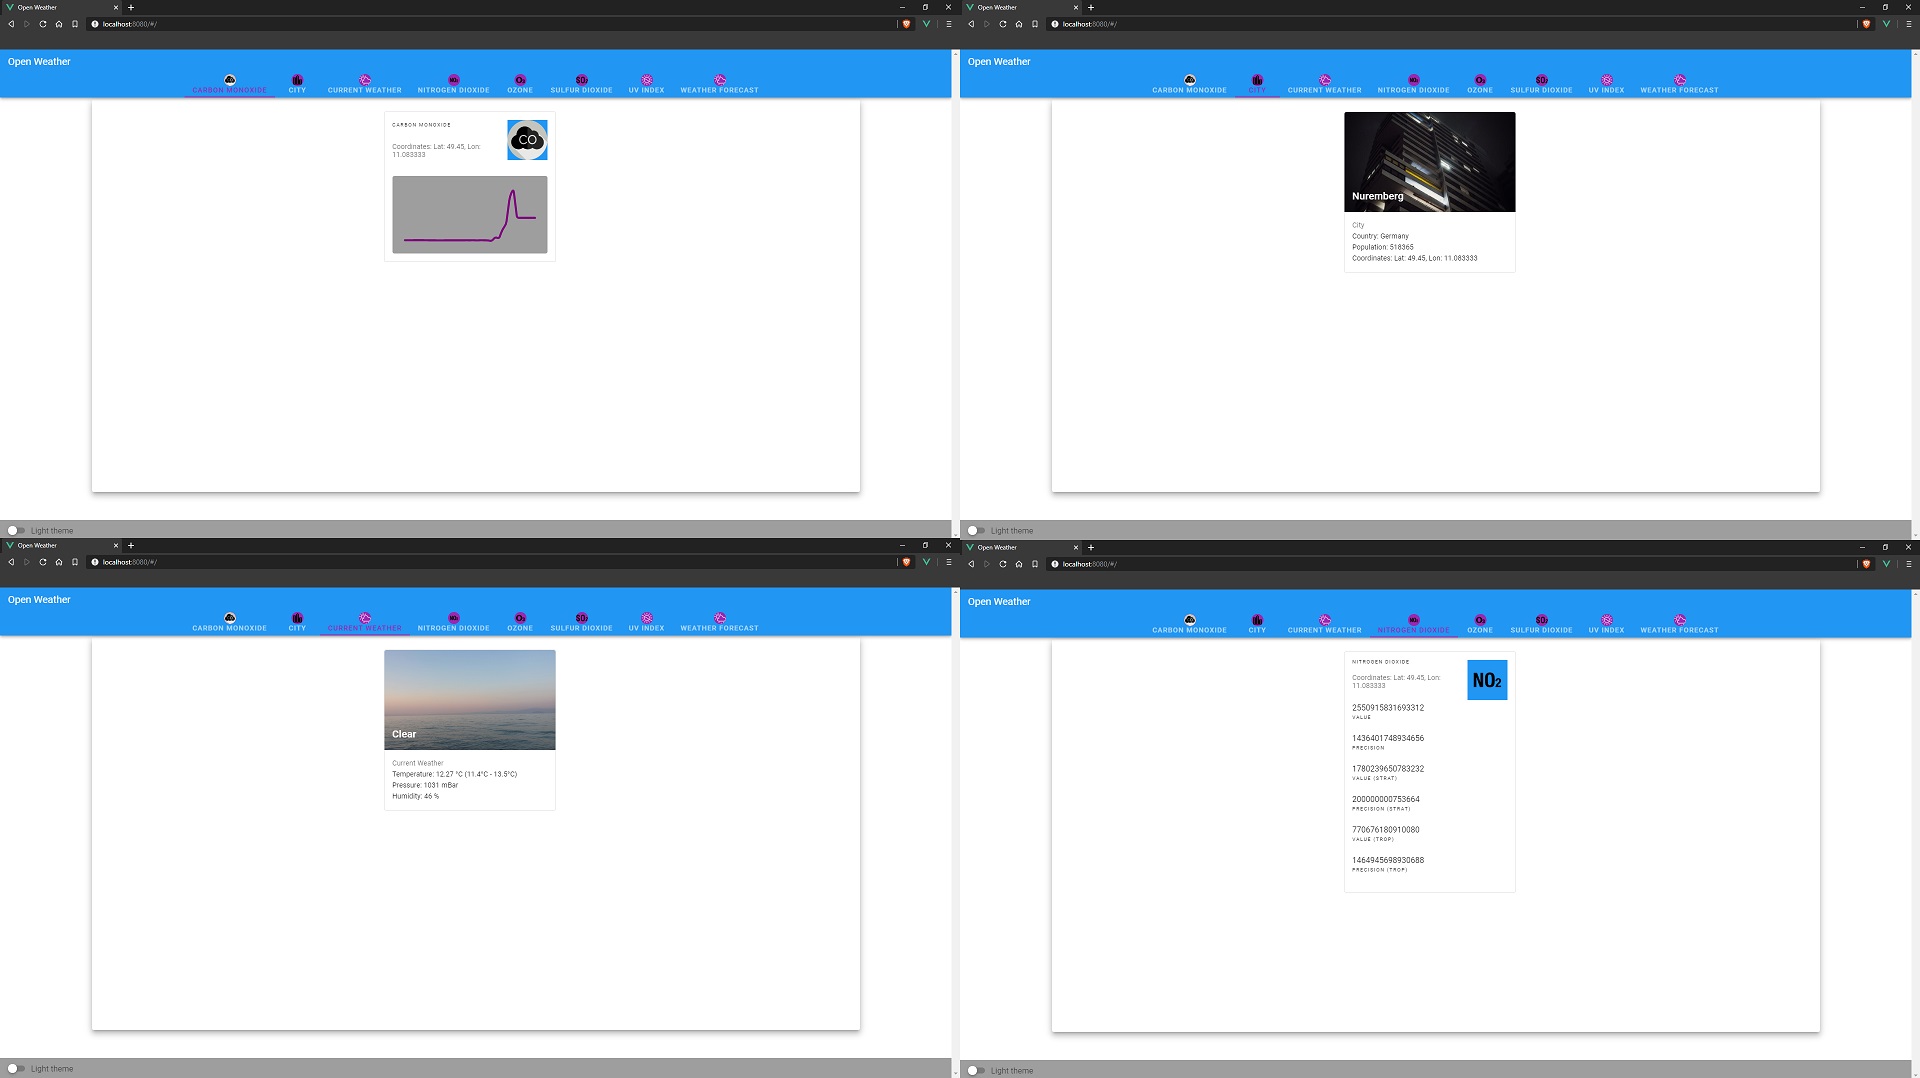 Open Weather
localhost:8080/#/
Open Weather
CARBON MONOXIDE CITY CURRENT WEATHER NITROGEN DIOXIDE OZONE SULFUR DIOXIDE UV INDEX WEATHER FORECAST
CARBON MONOXIDE
CO
Coordinates: Lat: 49.45, Lon:
11.083333
Light theme
Open Weather
localhost:8080/#/
Open Weather
CARBON MONOXIDE CITY CURRENT WEATHER NITROGEN DIOXIDE OZONE SULFUR DIOXIDE UV INDEX WEATHER FORECAST
Nuremberg
City
Country: Germany
Population: 518365
Coordinates: Lat: 49.45, Lon: 11.083333
Light theme
Open Weather
localhost:8080/#/
Open Weather
CARBON MONOXIDE CITY CURRENT WEATHER NITROGEN DIOXIDE OZONE SULFUR DIOXIDE UV INDEX WEATHER FORECAST
Clear
Current Weather
Temperature: 12.27 °C (11.4°C - 13.5°C)
Pressure: 1031 mBar
Humidity: 46 %
Light theme
Open Weather
localhost:8080/#/
Open Weather
CARBON MONOXIDE CITY CURRENT WEATHER NITROGEN DIOXIDE OZONE SULFUR DIOXIDE UV INDEX WEATHER FORECAST
NITROGEN DIOXIDE
NO2
Coordinates: Lat: 49.45, Lon:
11.083333
2550915831693312
VALUE
1436401748934656
PRECISION
1780239650783232
VALUE (STRAT)
200000000753664
PRECISION (STRAT)
770676180910080
VALUE (TROP)
1464945698930688
PRECISION (TROP)
Light theme